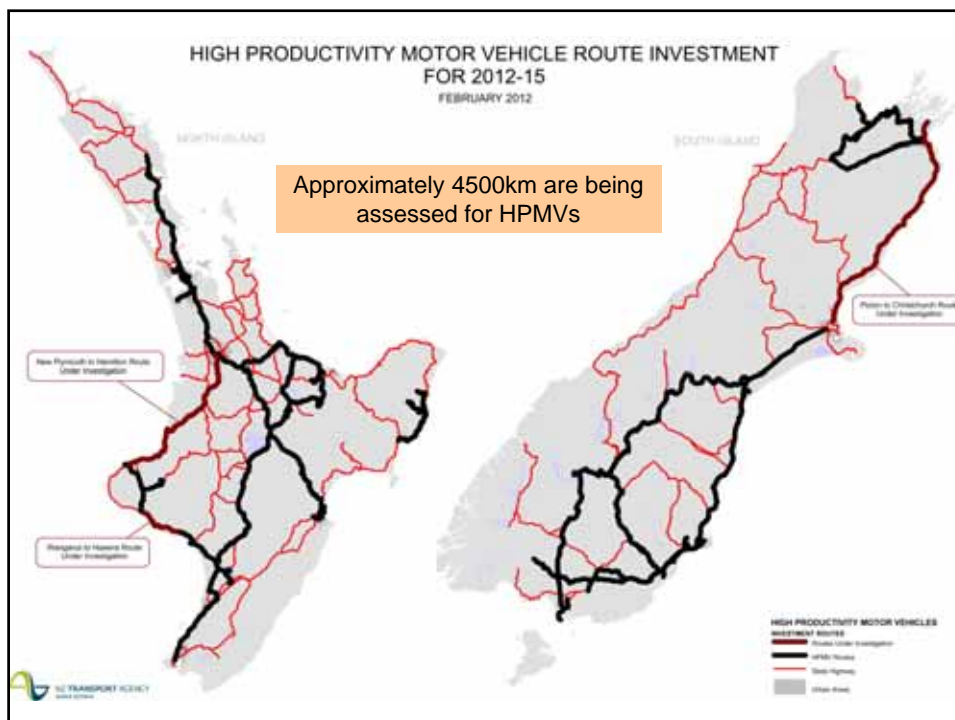 HIGH PRODUCTIVITY MOTOR VEHICLE ROUTE INVESTMENT
FOR 2012-15
FEBRUARY 2012
NORTH ISLAND
SOUTH ISLAND
Approximately 4500km are being
assessed for HPMVs
Picton to Christchurch Route
Under Investigation
New Plymouth to Hamilton Route
Under Investigation
Wanganui to Hawera Route
Under Investigation
HIGH PRODUCTIVITY MOTOR VEHICLES
INVESTMENT ROUTES
Routes Under Investigation
HPMV Routes
State Highway
Urban Areas
NZ TRANSPORT AGENCY